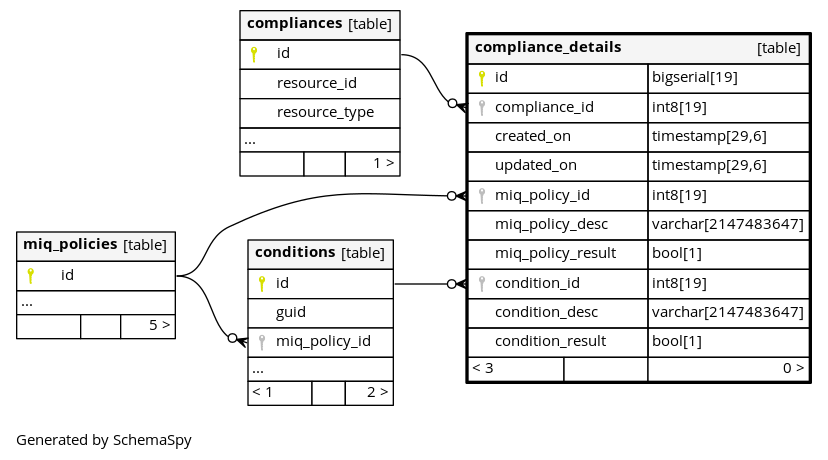 compliances [table]
id
resource_id
resource_type
...
1 >
compliance_details [table]
id bigserial[19]
compliance_id int8[19]
created_on timestamp[29,6]
updated_on timestamp[29,6]
miq_policy_id int8[19]
miq_policy_desc varchar[2147483647]
miq_policy_result bool[1]
condition_id int8[19]
condition_desc varchar[2147483647]
condition_result bool[1]
< 3 0 >
miq_policies [table]
id
...
5 >
conditions [table]
id
guid
miq_policy_id
...
< 1 2 >
Generated by SchemaSpy